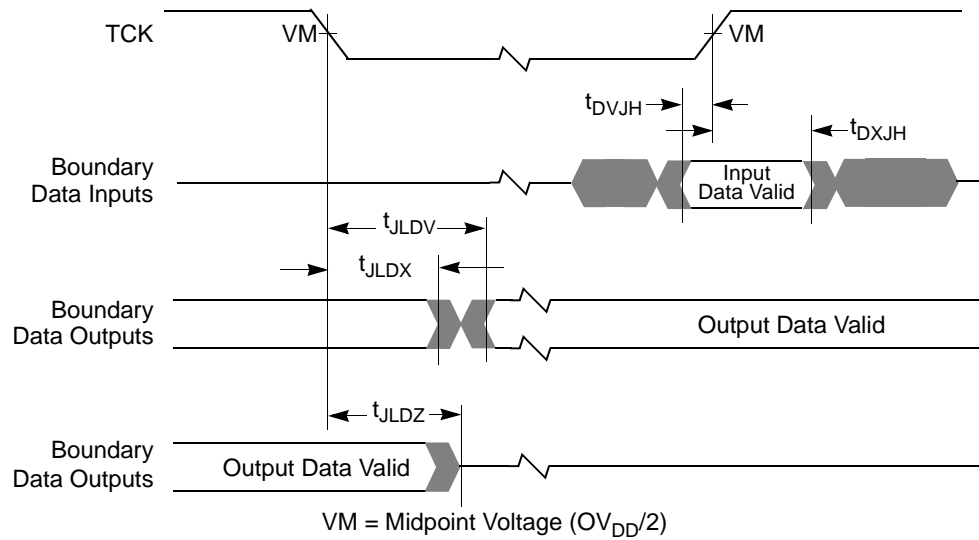 TCK
VM
VM
tDVJH
tDXJH
Boundary
Data Inputs
Input
Data Valid
tJLDV
tJLDX
Boundary
Data Outputs
Output Data Valid
tJLDZ
Boundary
Data Outputs
Output Data Valid
VM = Midpoint Voltage (OVDD/2)